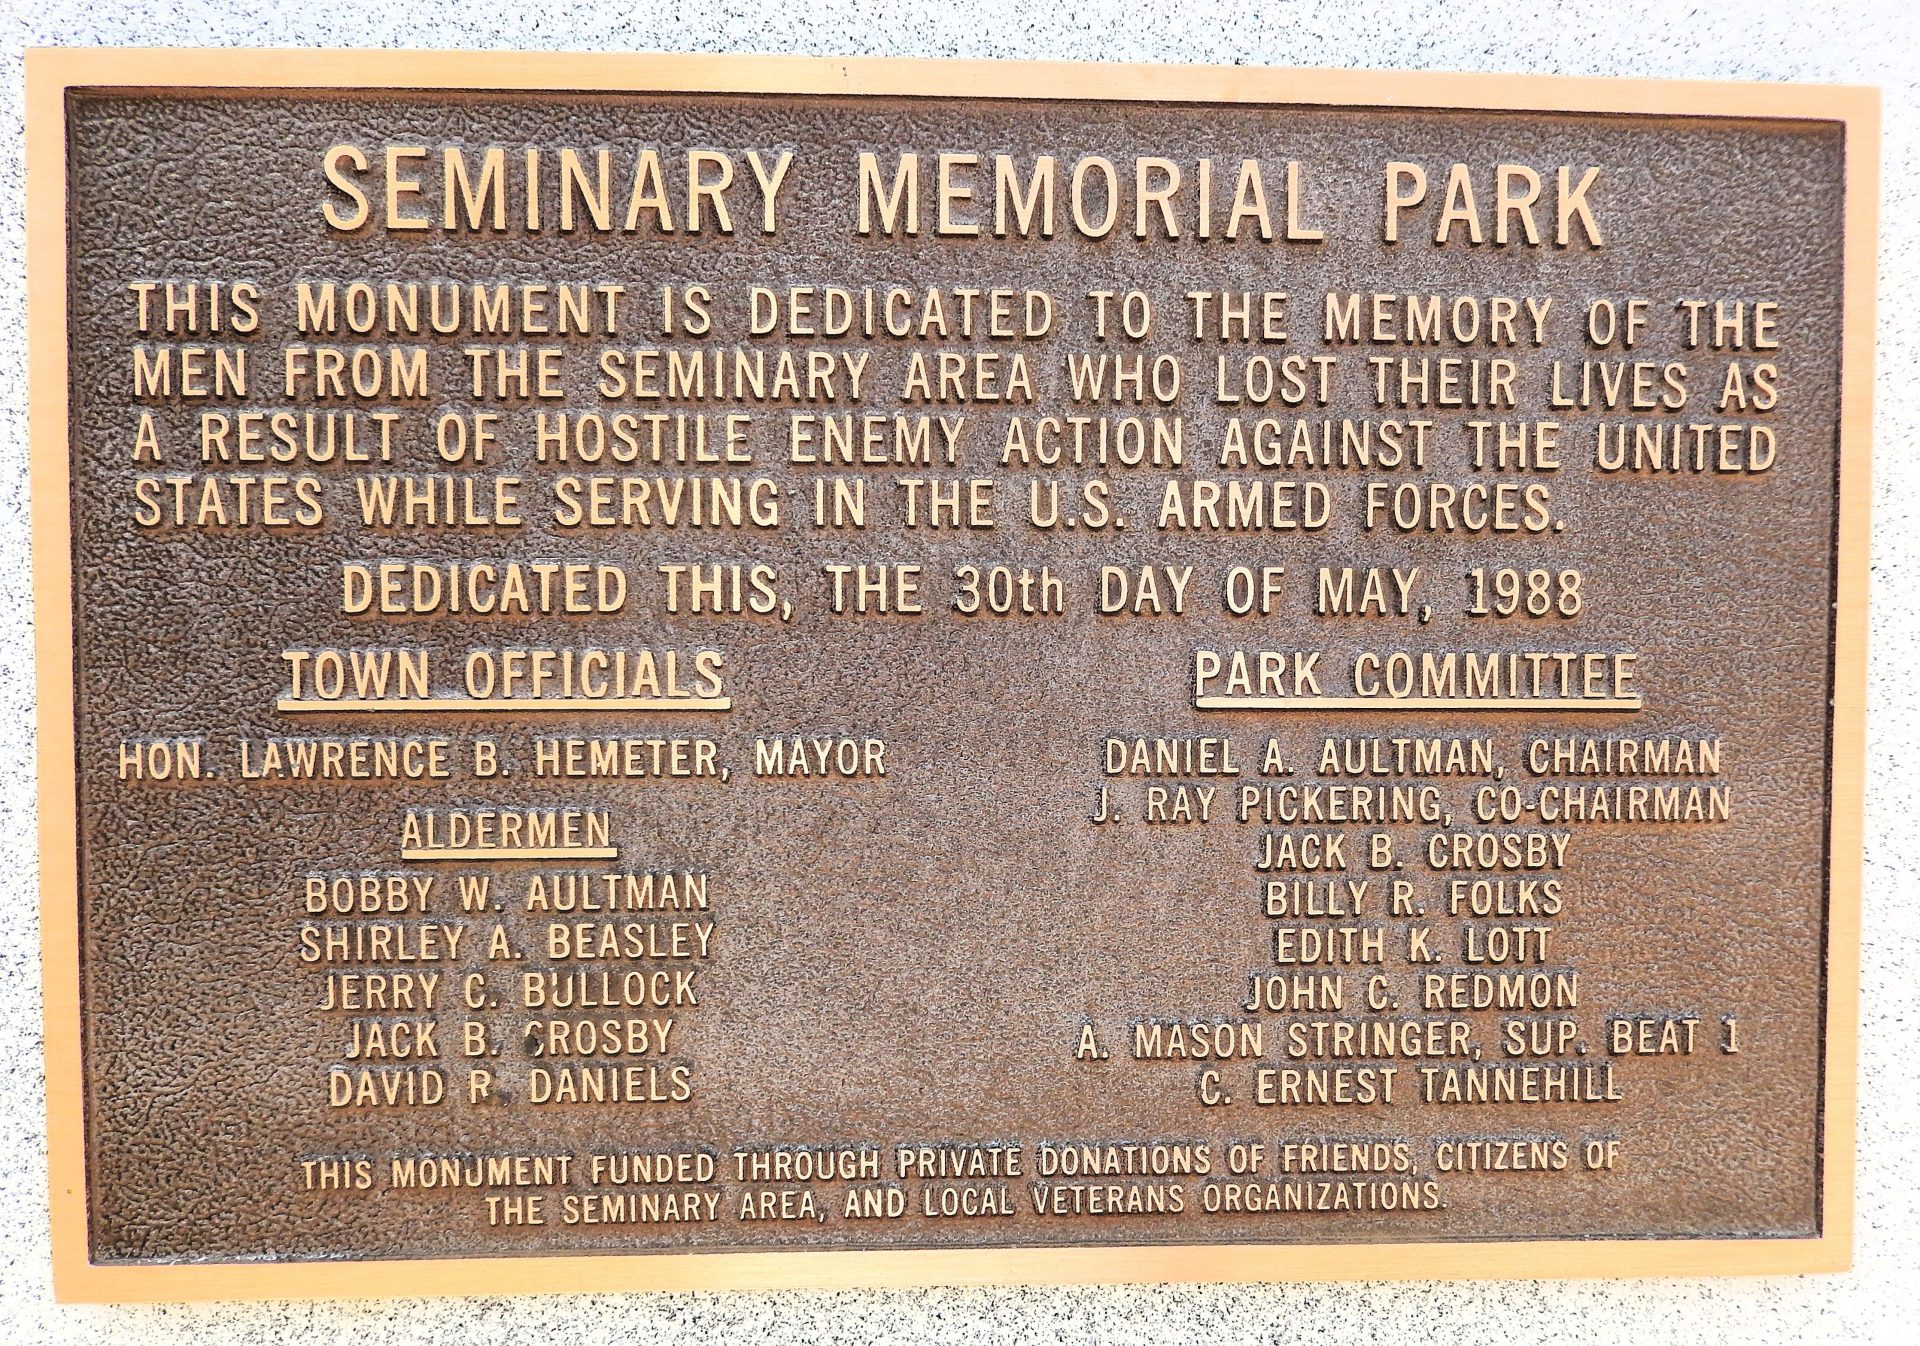 SEMINARY MEMORIAL PARK
THIS MONUMENT IS DEDICATED TO THE MEMORY OF THE
MEN FROM THE SEMINARY AREA WHO LOST THEIR LIVES AS
A RESULT OF HOSTILE ENEMY ACTION AGAINST THE UNITED
STATES WHILE SERVING IN THE U.S. ARMED FORCES.
DEDICATED THIS, THE 30th DAY OF MAY, 1988
TOWN OFFICIALS
HON. LAWRENCE B. HEMETER, MAYOR
ALDERMEN
BOBBY W. AULTMAN
SHIRLEY A. BEASLEY
JERRY C. BULLOCK
JACK B. CROSBY
DAVID R. DANIELS
PARK COMMITTEE
DANIEL A. AULTMAN, CHAIRMAN
J. RAY PICKERING, CO-CHAIRMAN
JACK B. CROSBY
BILLY R. FOLKS
EDITH K. LOTT
JOHN C. REDMON
A. MASON STRINGER, SUP. BEAT 1
C. ERNEST TANNEHILL
THIS MONUMENT FUNDED THROUGH PRIVATE DONATIONS OF FRIENDS, CITIZENS OF
THE SEMINARY AREA, AND LOCAL VETERANS ORGANIZATIONS.